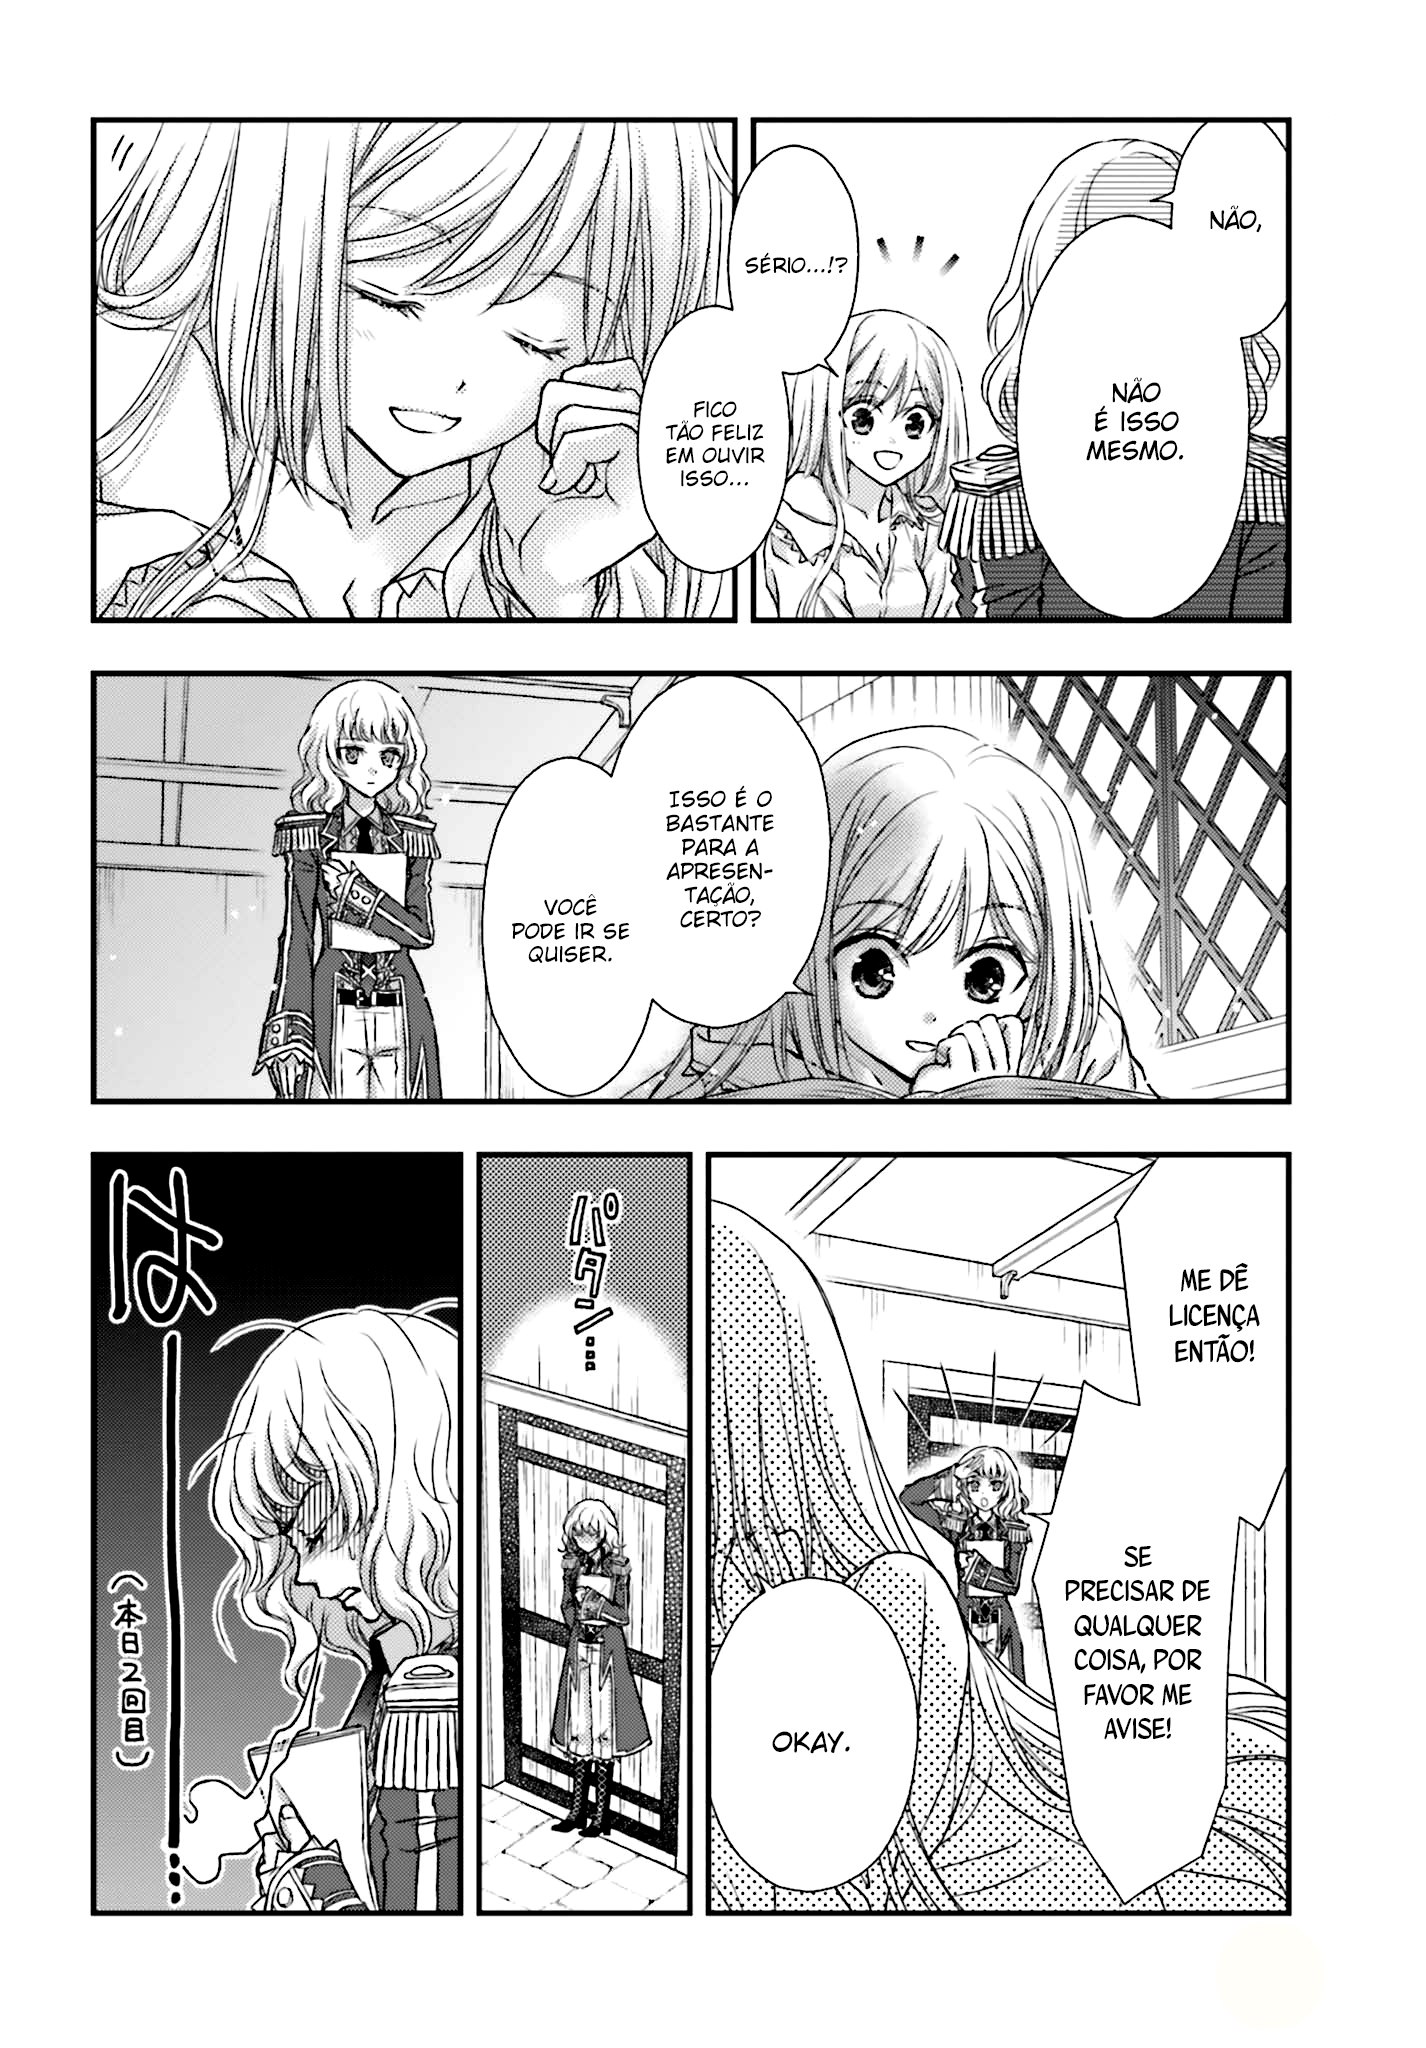 NÃO,
NÃO
É ISSO
MESMO.
SÉRIO...!?
FICO
TÃO FELIZ
EM OUVIR
ISSO...
ISSO É O
BASTANTE
PARA A
APRESEN-
TAÇÃO,
CERTO?
VOCÊ
PODE IR SE
QUISER.
ME DÊ
LICENÇA
ENTÃO!
SE
PRECISAR DE
QUALQUER
COISA, POR
FAVOR ME
AVISE!
OKAY.
パタン…
はーー…
(本日2回目)